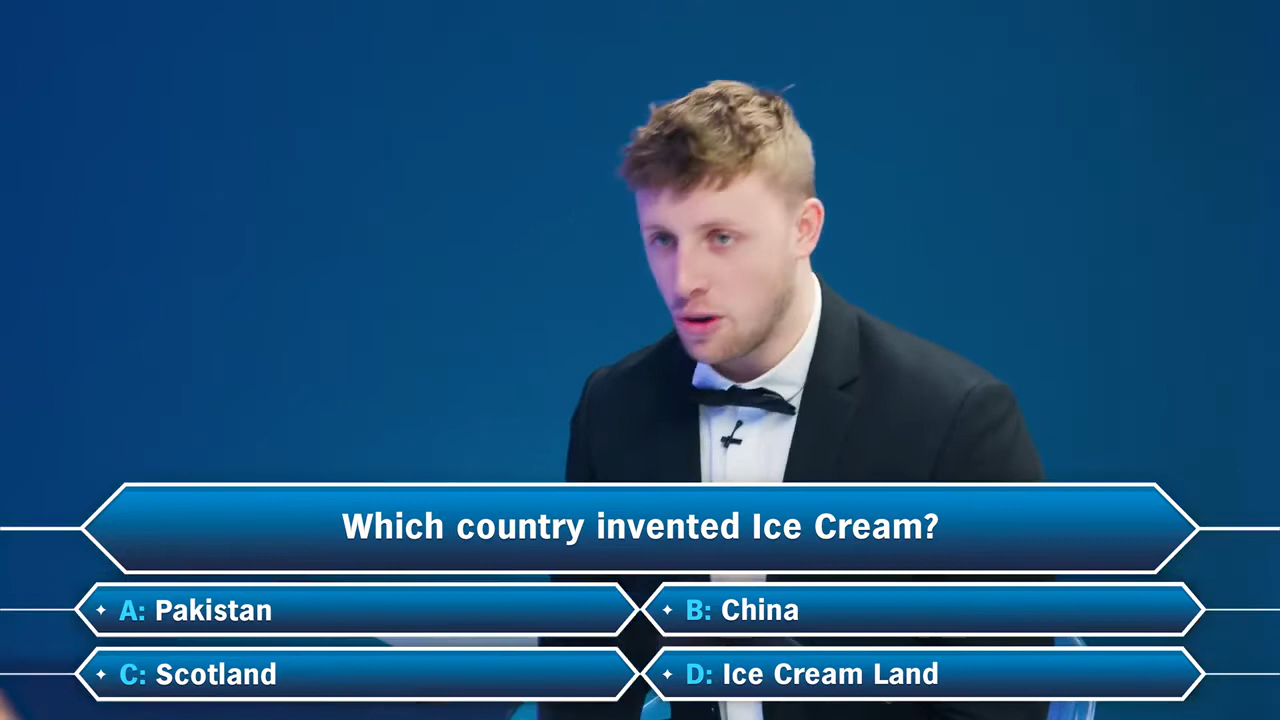 Which country invented Ice Cream?
A: Pakistan
B: China
C: Scotland
D: Ice Cream Land